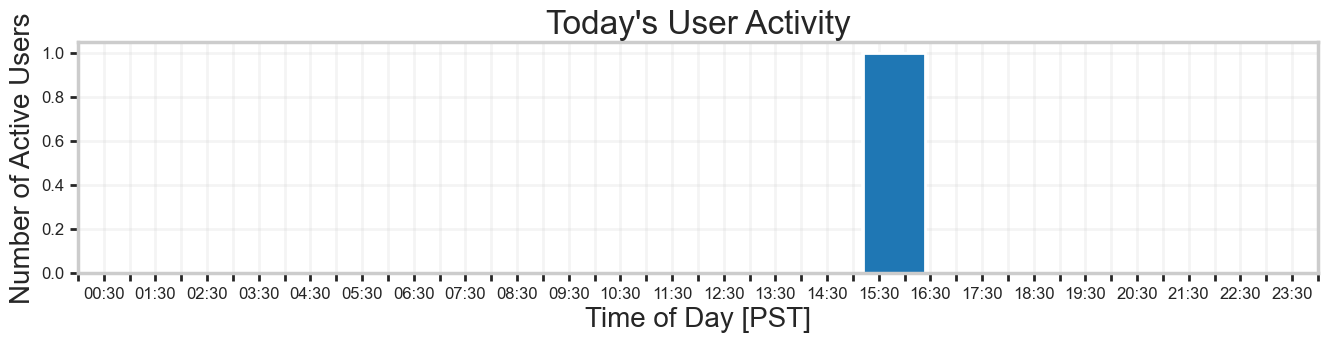 Today's User Activity
Number of Active Users
1.0
0.8
0.6
0.4
0.2
0.0
00:30 01:30 02:30 03:30 04:30 05:30 06:30 07:30 08:30 09:30 10:30 11:30 12:30 13:30 14:30 15:30 16:30 17:30 18:30 19:30 20:30 21:30 22:30 23:30
Time of Day [PST]